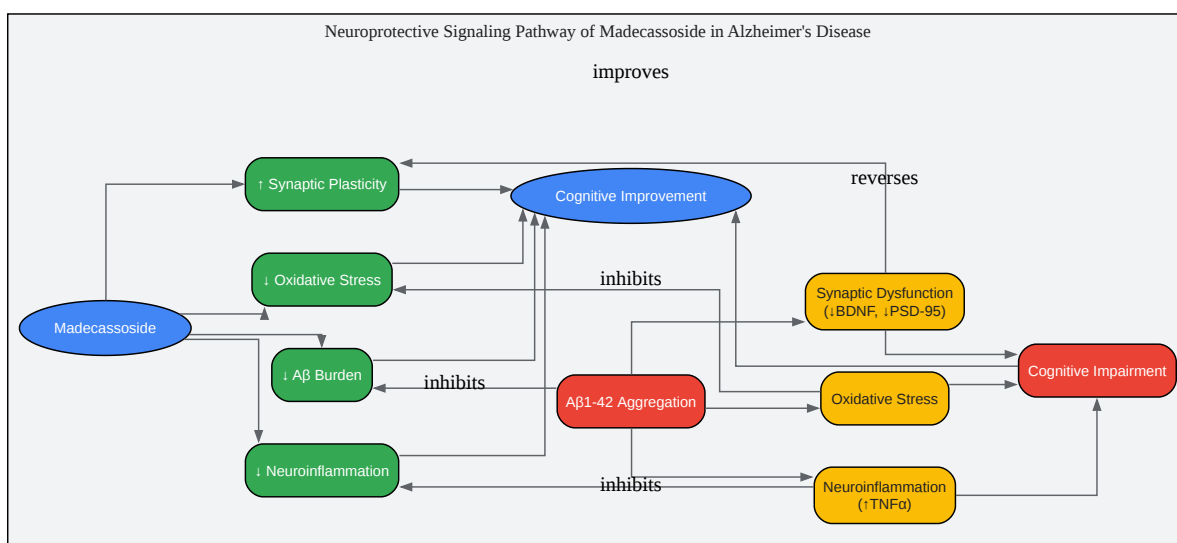 Neuroprotective Signaling Pathway of Madecassoside in Alzheimer's Disease
improves
↑ Synaptic Plasticity
Cognitive Improvement
reverses
↓ Oxidative Stress
inhibits
Synaptic Dysfunction
(↓BDNF, ↓PSD-95)
Madecassoside
↓ Aβ Burden
inhibits
Aβ1-42 Aggregation
Oxidative Stress
Cognitive Impairment
↓ Neuroinflammation
inhibits
Neuroinflammation
(↑TNFα)